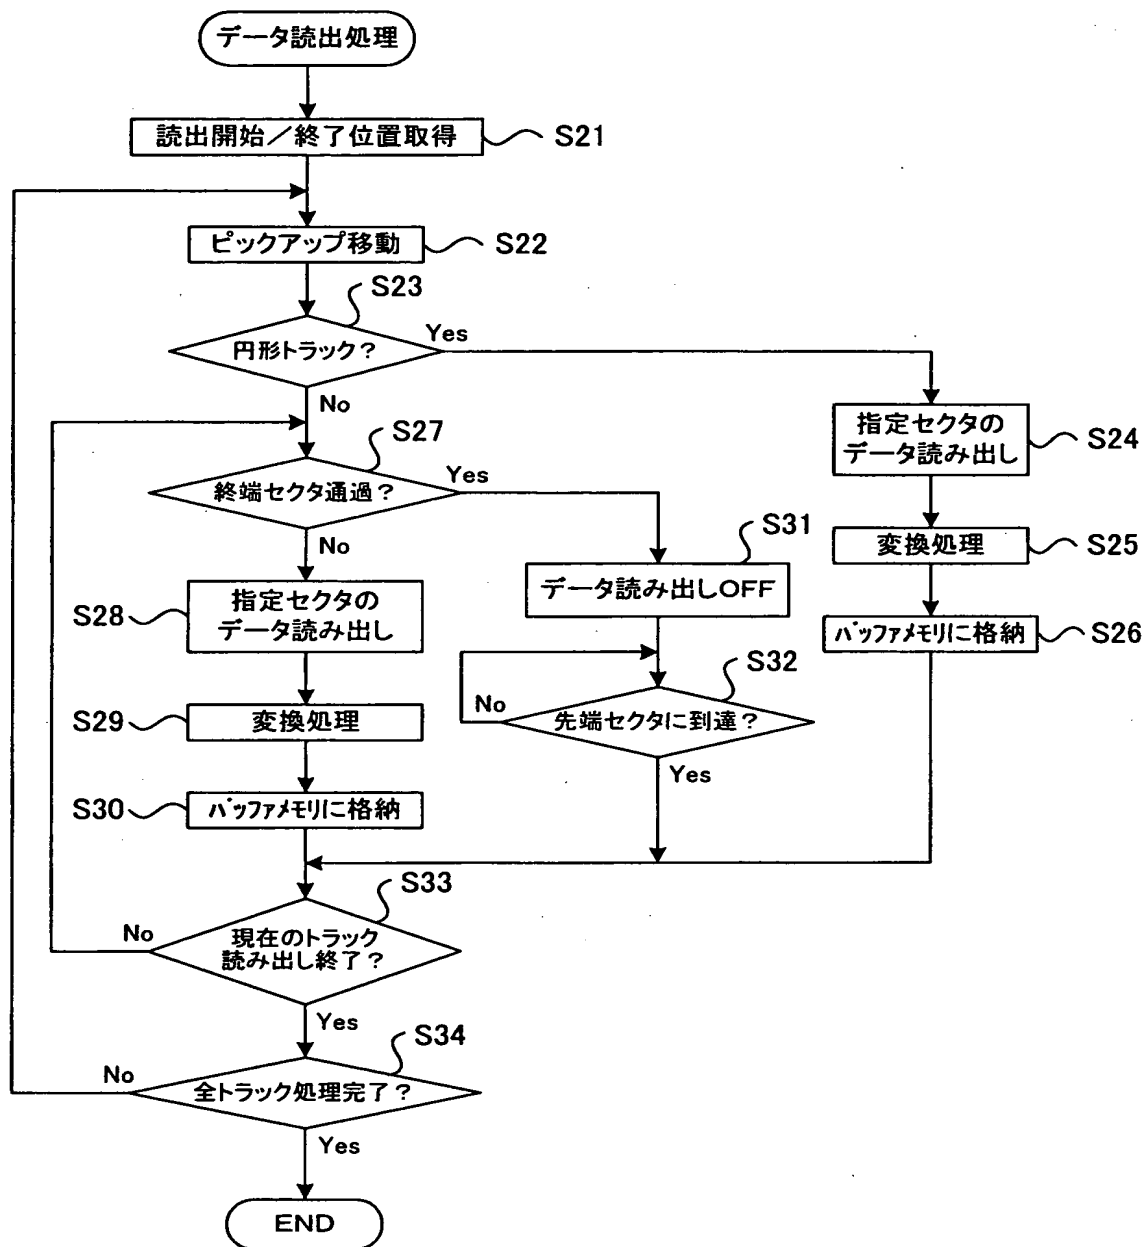 データ読出処理
読出開始／終了位置取得
S21
ピックアップ移動
S22
S23
円形トラック？
Yes
No
指定セクタの
データ読み出し
S24
変換処理
S25
バッファメモリに格納
S26
S27
終端セクタ通過？
Yes
No
S28
指定セクタの
データ読み出し
S29
変換処理
S30
バッファメモリに格納
S31
データ読み出しOFF
S32
先端セクタに到達？
No
Yes
S33
現在のトラック
読み出し終了？
No
Yes
S34
全トラック処理完了？
No
Yes
END